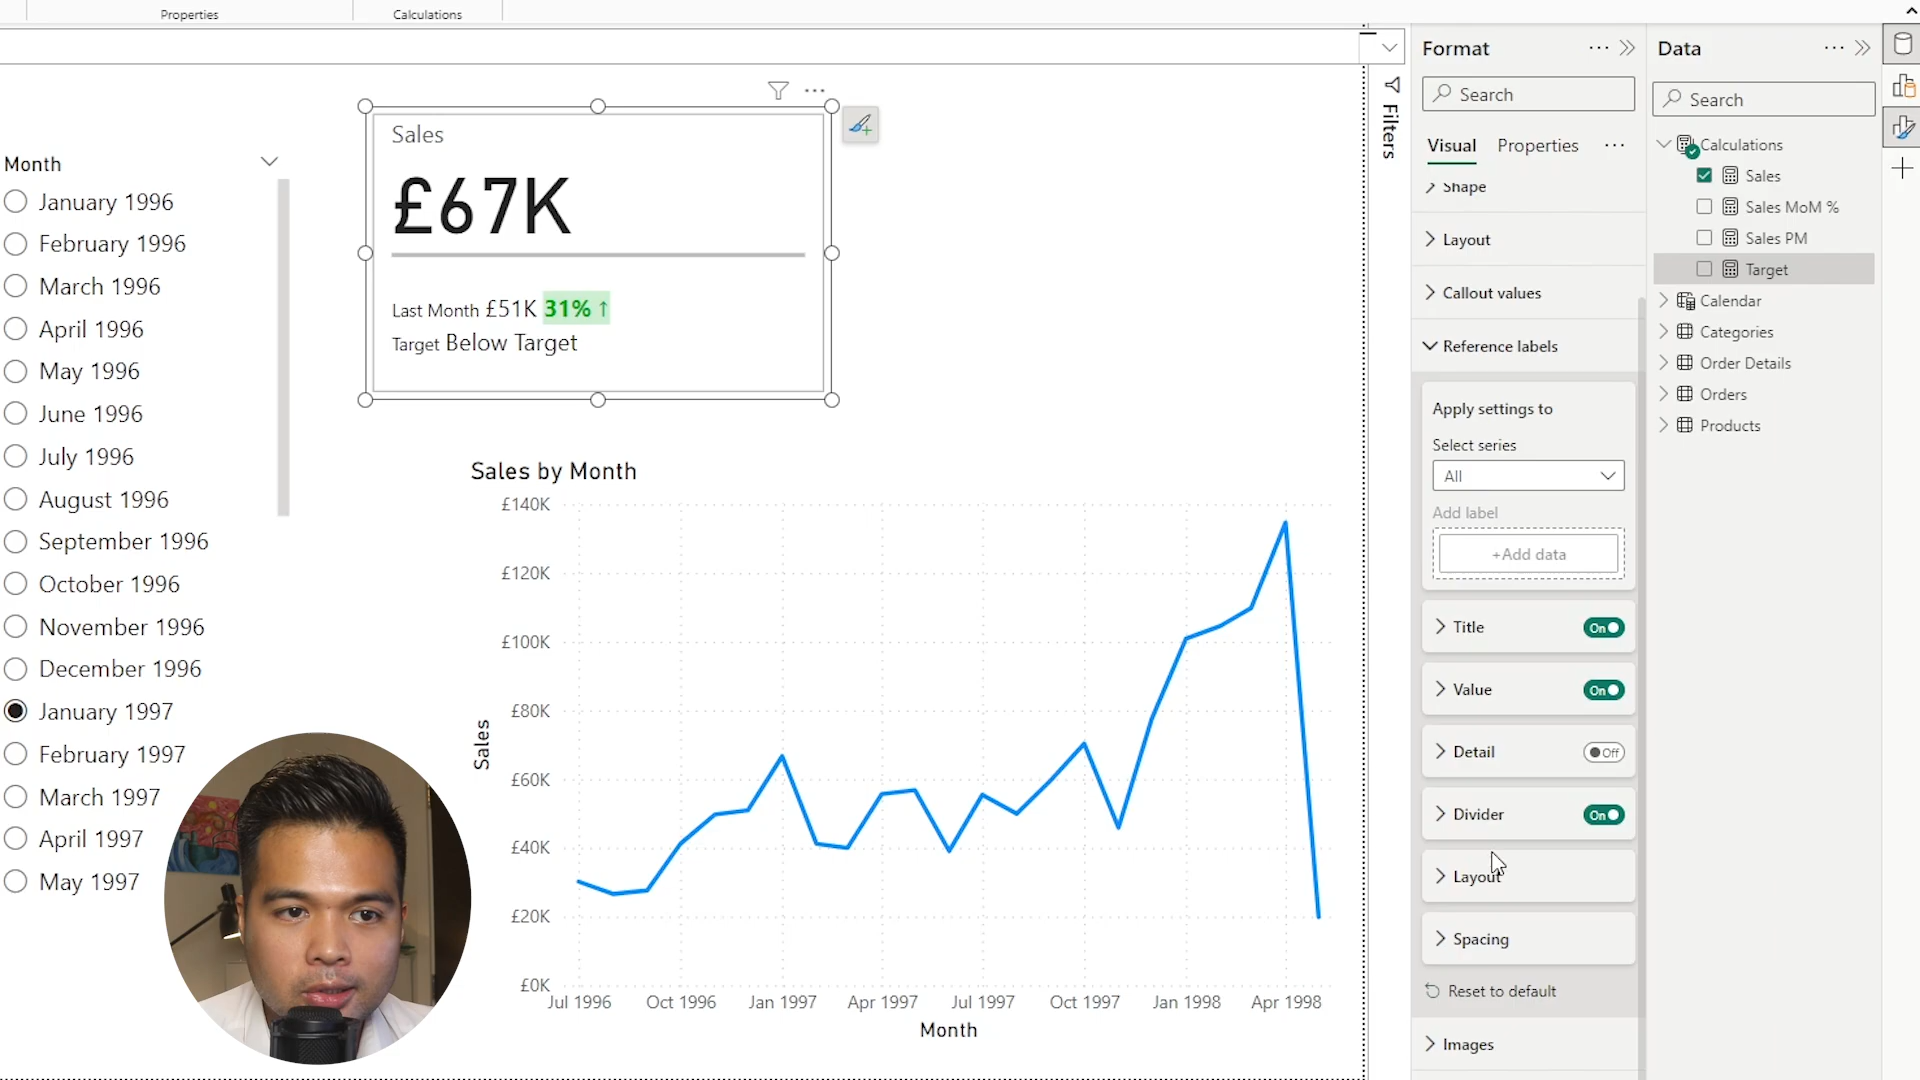 Properties
Calculations
Month
January 1996
February 1996
March 1996
April 1996
May 1996
June 1996
July 1996
August 1996
September 1996
October 1996
November 1996
December 1996
January 1997
February 1997
March 1997
April 1997
May 1997
Sales
£67K
Last Month £51K 31% ↑
Target Below Target
Sales by Month
£140K
£120K
£100K
£80K
£60K
£40K
£20K
£0K
Sales
Jul 1996
Oct 1996
Jan 1997
Apr 1997
Jul 1997
Oct 1997
Jan 1998
Apr 1998
Month
Filters
Format
Search
Visual
Properties
Shape
Layout
Callout values
Reference labels
Apply settings to
Select series
All
Add label
+Add data
Title
On
Value
On
Detail
Off
Divider
On
Layout
Spacing
Reset to default
Images
Data
Search
Calculations
Sales
Sales MoM %
Sales PM
Target
Calendar
Categories
Order Details
Orders
Products